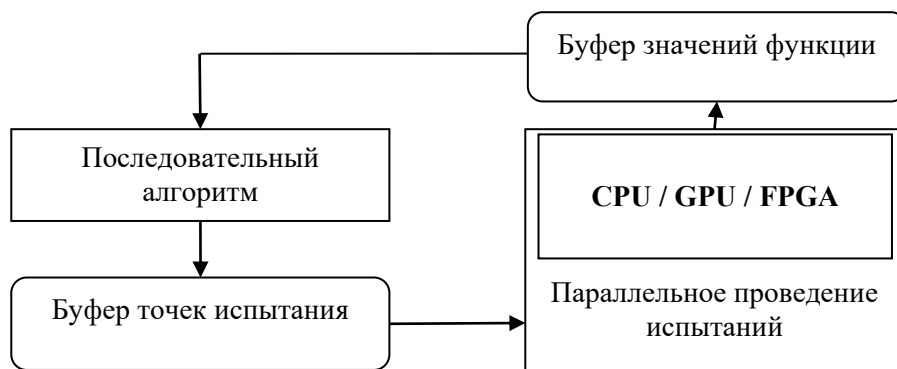 Буфер значений функции
Последовательный
алгоритм
CPU / GPU / FPGA
Буфер точек испытания
Параллельное проведение
испытаний